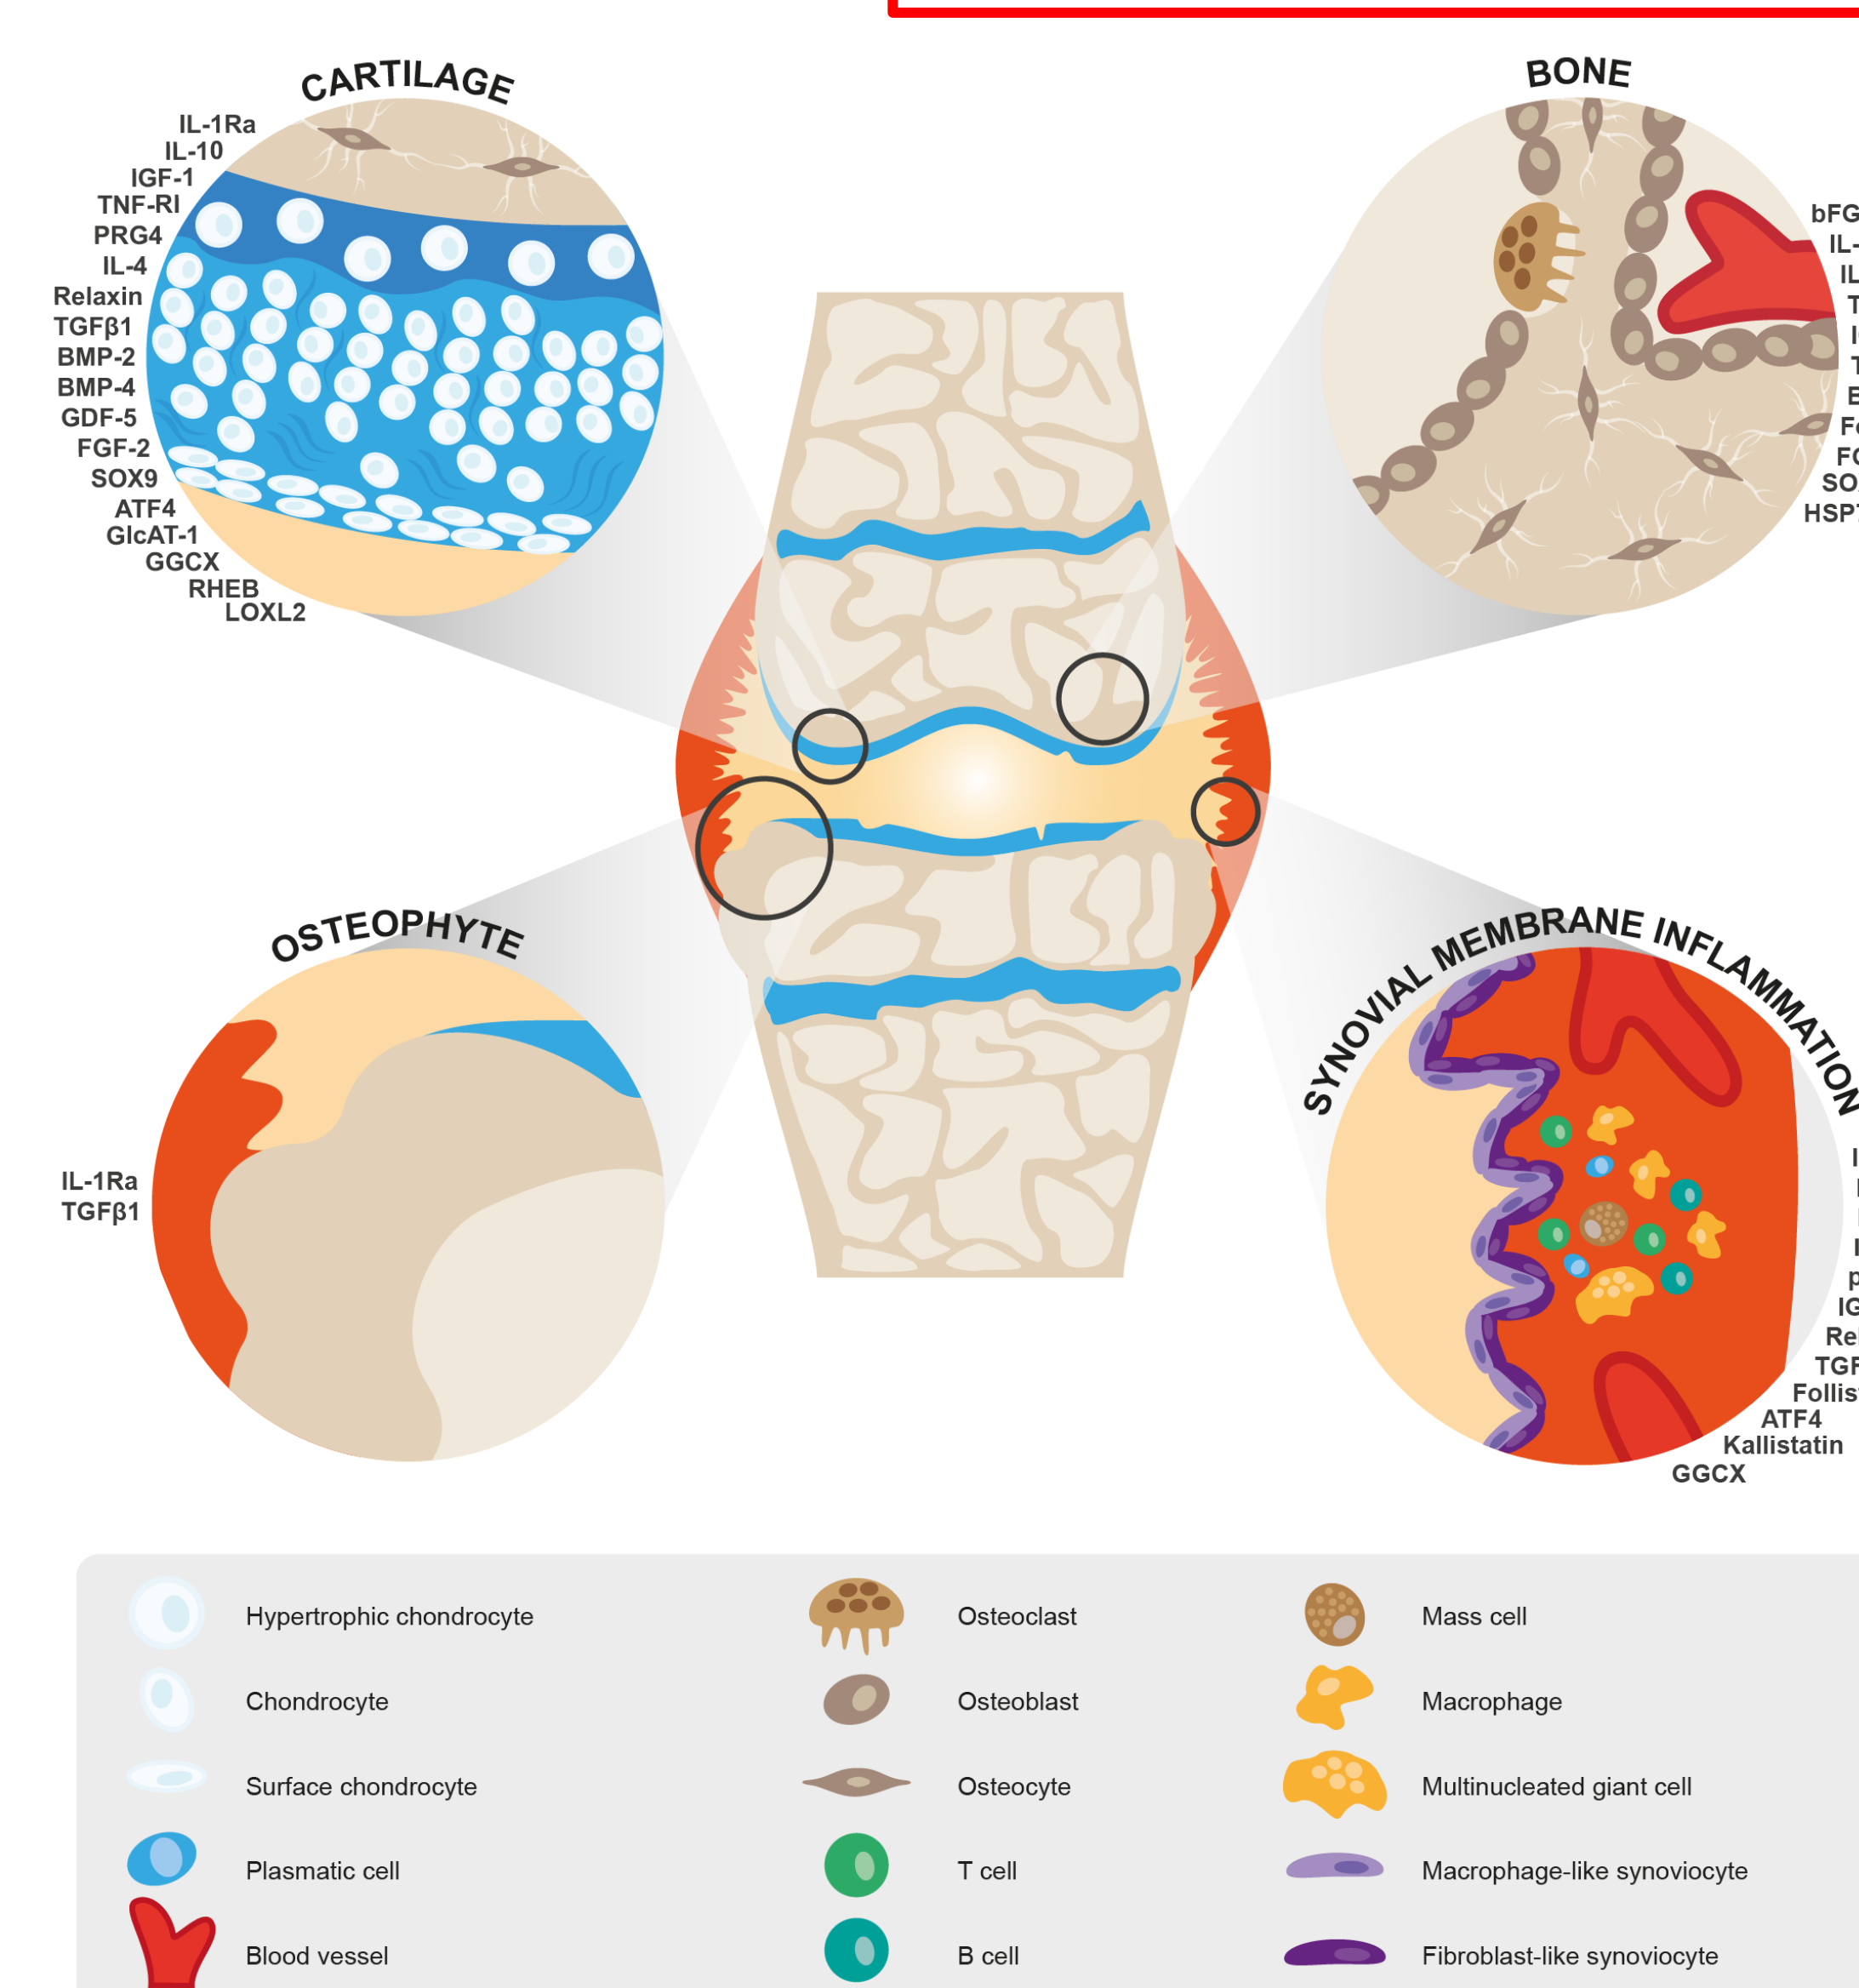 CARTILAGE
IL-1Ra
IL-10
IGF-1
TNF-RI
PRG4
IL-4
Relaxin
TGFβ1
BMP-2
BMP-4
GDF-5
FGF-2
SOX9
ATF4
GlcAT-1
GGCX
RHEB
LOXL2
BONE
OSTEOPHYTE
IL-1Ra
TGFβ1
SYNOVIAL MEMBRANE INFLAMMATION
ATF4
Kallistatin
GGCX
Hypertrophic chondrocyte
Chondrocyte
Surface chondrocyte
Plasmatic cell
Blood vessel
Osteoclast
Osteoblast
Osteocyte
T cell
B cell
Mass cell
Macrophage
Multinucleated giant cell
Macrophage-like synoviocyte
Fibroblast-like synoviocyte